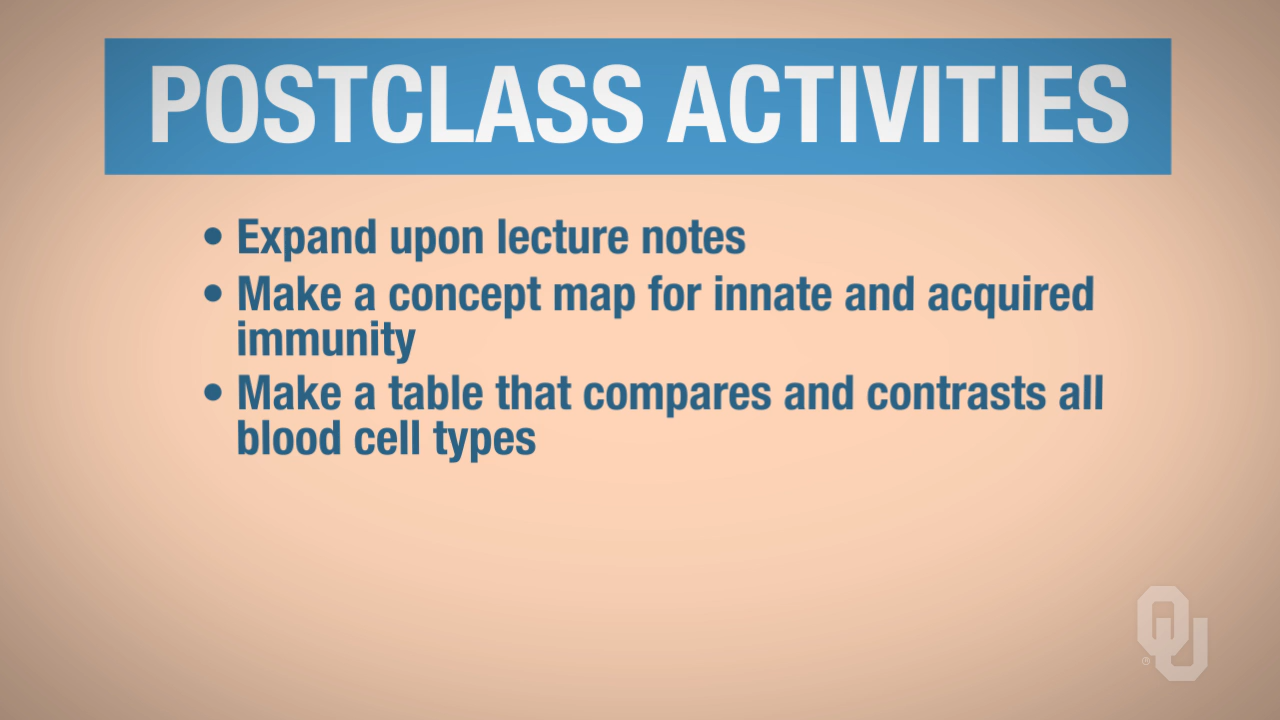 POSTCLASS ACTIVITIES
• Expand upon lecture notes
• Make a concept map for innate and acquired
immunity
• Make a table that compares and contrasts all
blood cell types
OU
®